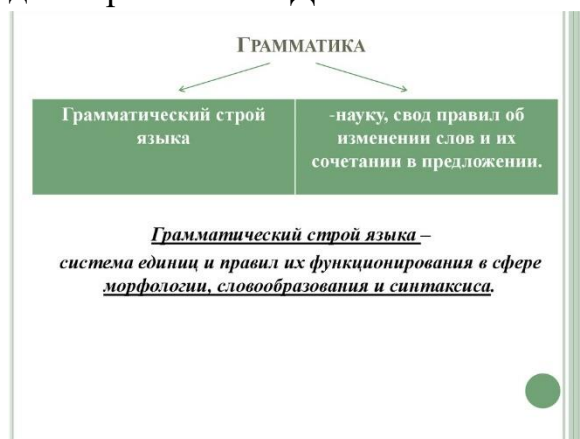 ГРАММАТИКА
Грамматический строй
языка
-науку, свод правил об
изменении слов и их
сочетании в предложении.
Грамматический строй языка –
система единиц и правил их функционирования в сфере
морфологии, словообразования и синтаксиса.